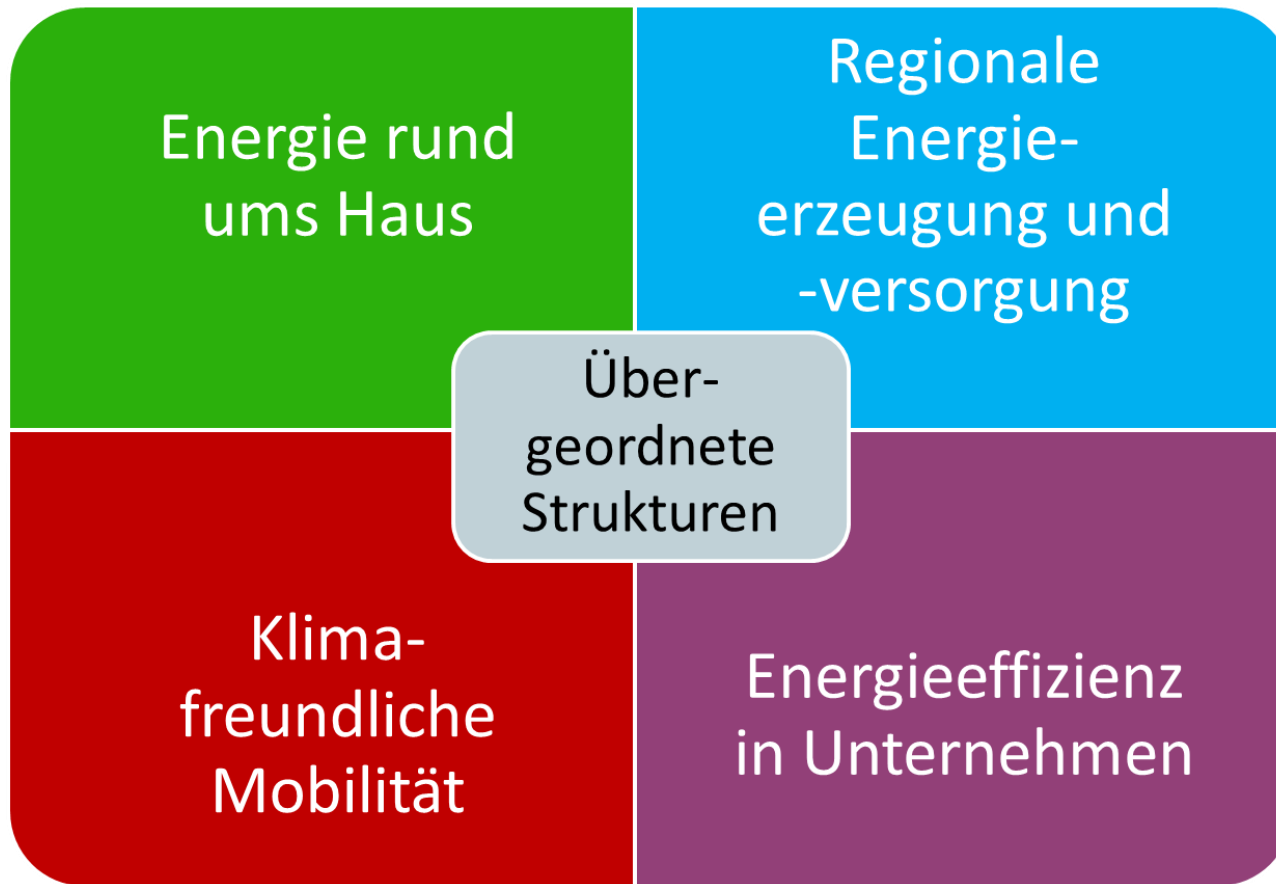 Energie rund
ums Haus
Regionale
Energie-
erzeugung und
-versorgung
Über-
geordnete
Strukturen
Klima-
freundliche
Mobilität
Energieeffizienz
in Unternehmen